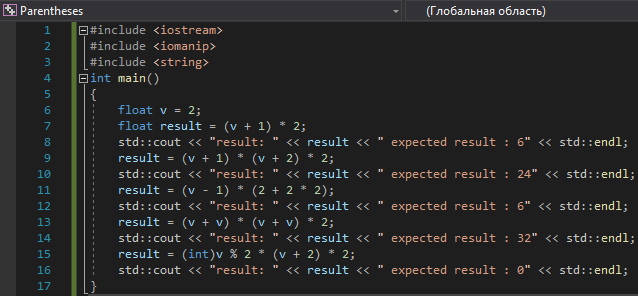 Parentheses (Глобальная область)
1 #include <iostream>
2 #include <iomanip>
3 #include <string>
4 int main()
5 {
6 float v = 2;
7 float result = (v + 1) * 2;
8 std::cout << "result: " << result << " expected result : 6" << std::endl;
9 result = (v + 1) * (v + 2) * 2;
10 std::cout << "result: " << result << " expected result : 24" << std::endl;
11 result = (v - 1) * (2 + 2 * 2);
12 std::cout << "result: " << result << " expected result : 6" << std::endl;
13 result = (v + v) * (v + v) * 2;
14 std::cout << "result: " << result << " expected result : 32" << std::endl;
15 result = (int)v % 2 * (v + 2) * 2;
16 std::cout << "result: " << result << " expected result : 0" << std::endl;
17 }